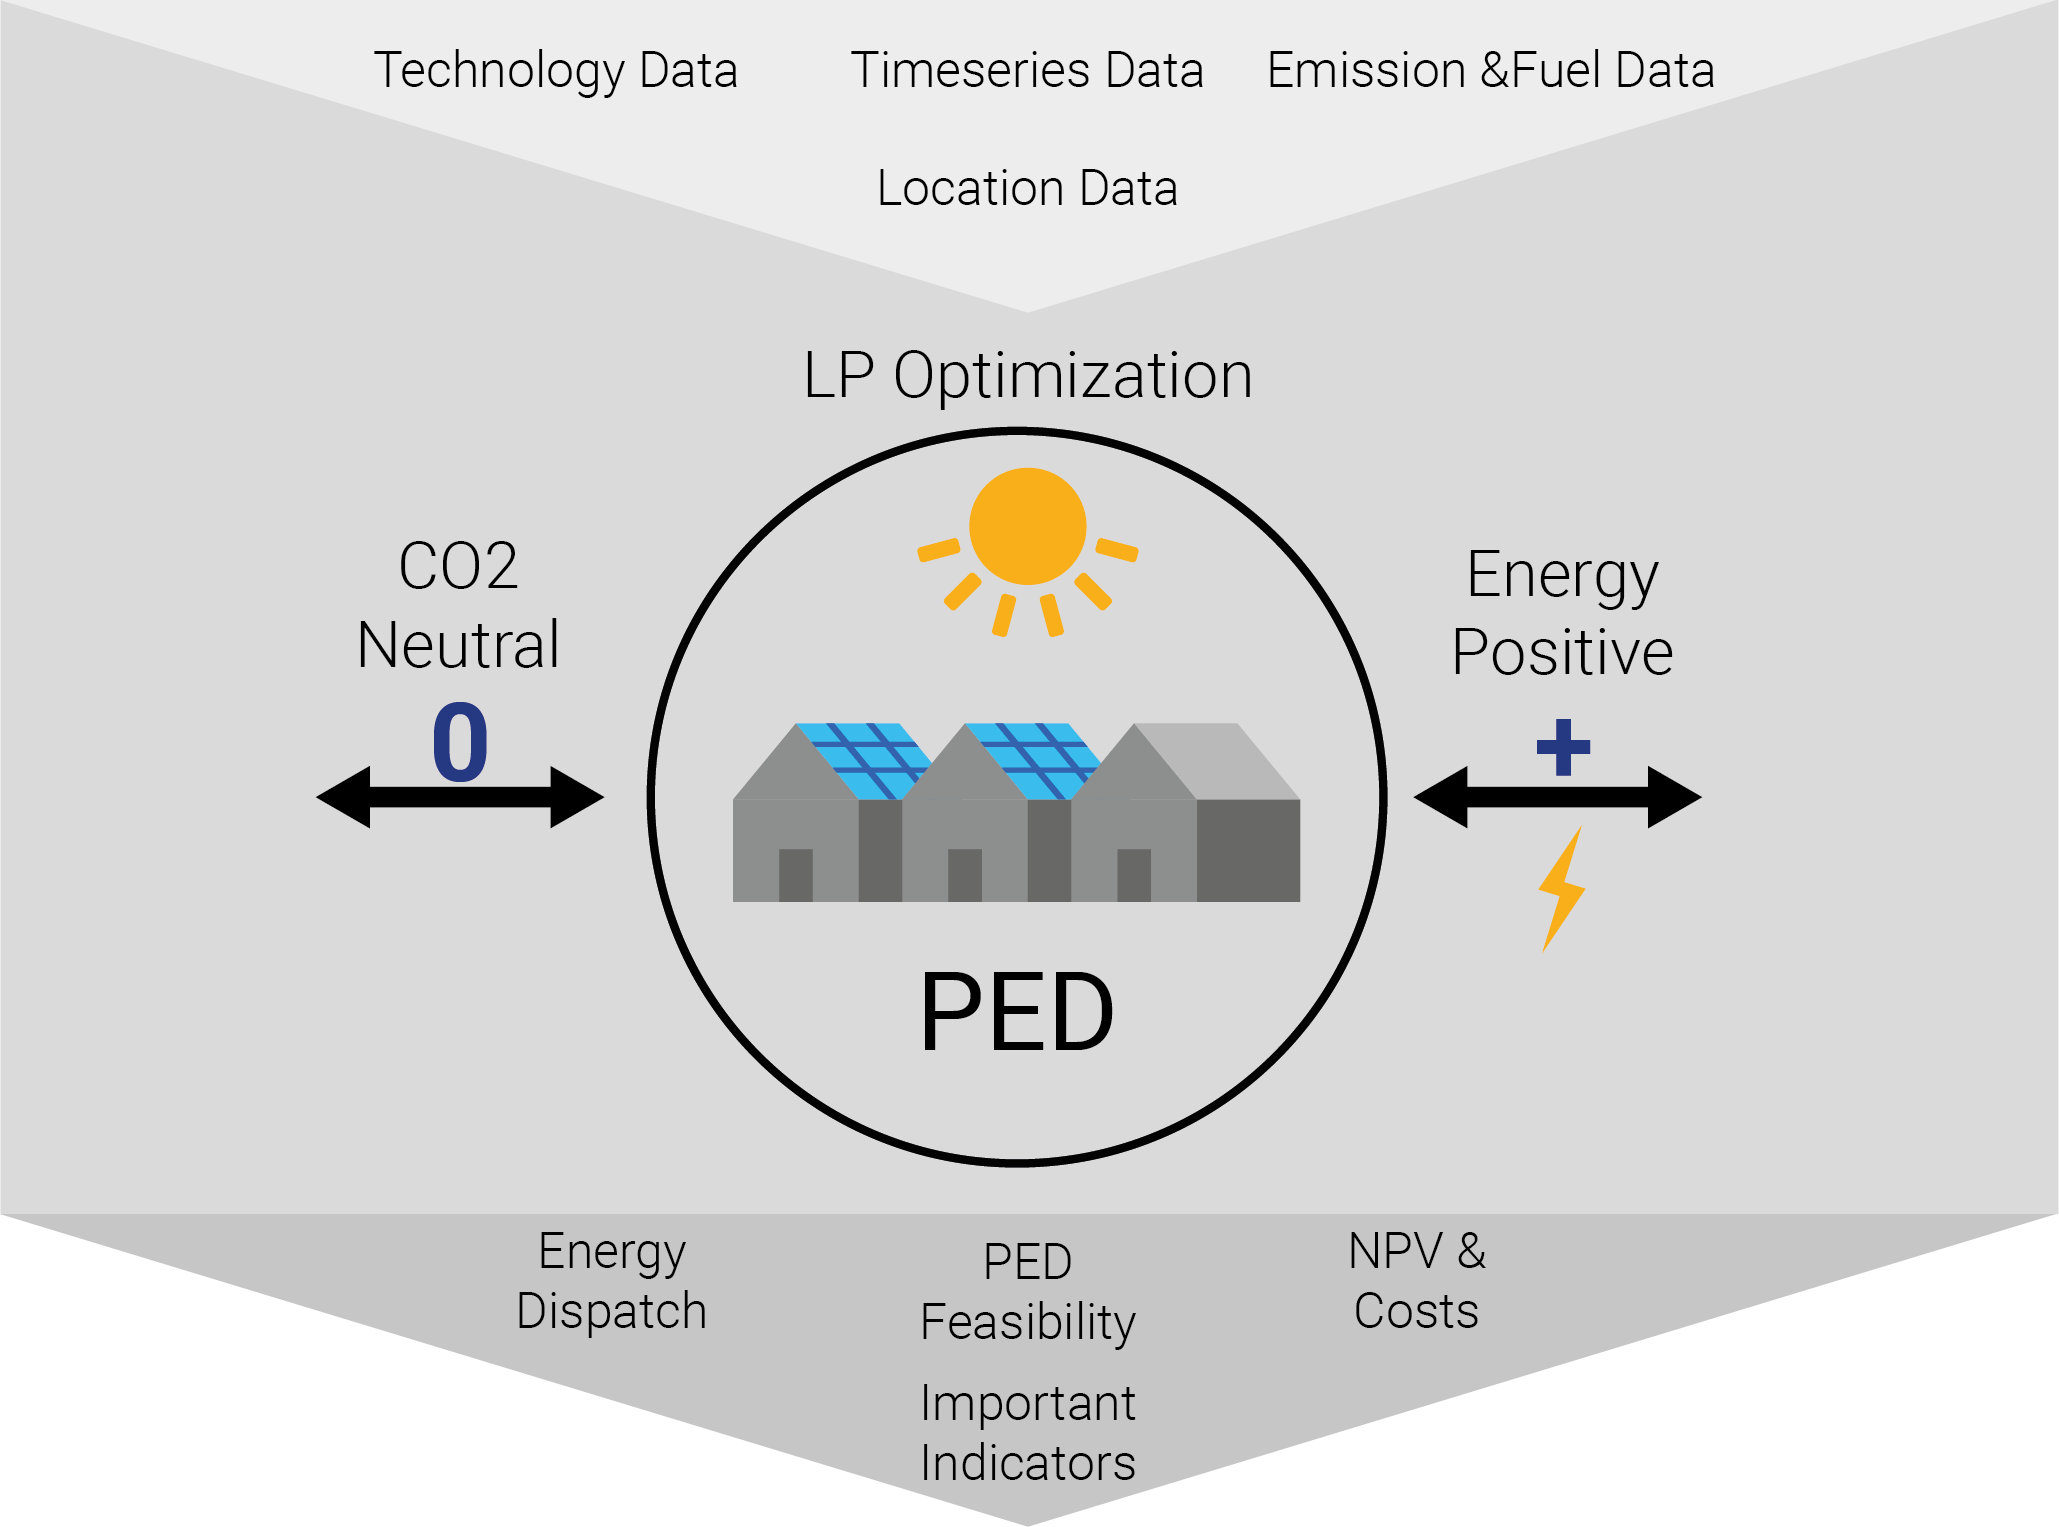 Technology Data
Timeseries Data
Emission &Fuel Data
Location Data
LP Optimization
CO2
Neutral
0
Energy
Positive
+
PED
Energy
Dispatch
PED
Feasibility
NPV &
Costs
Important
Indicators